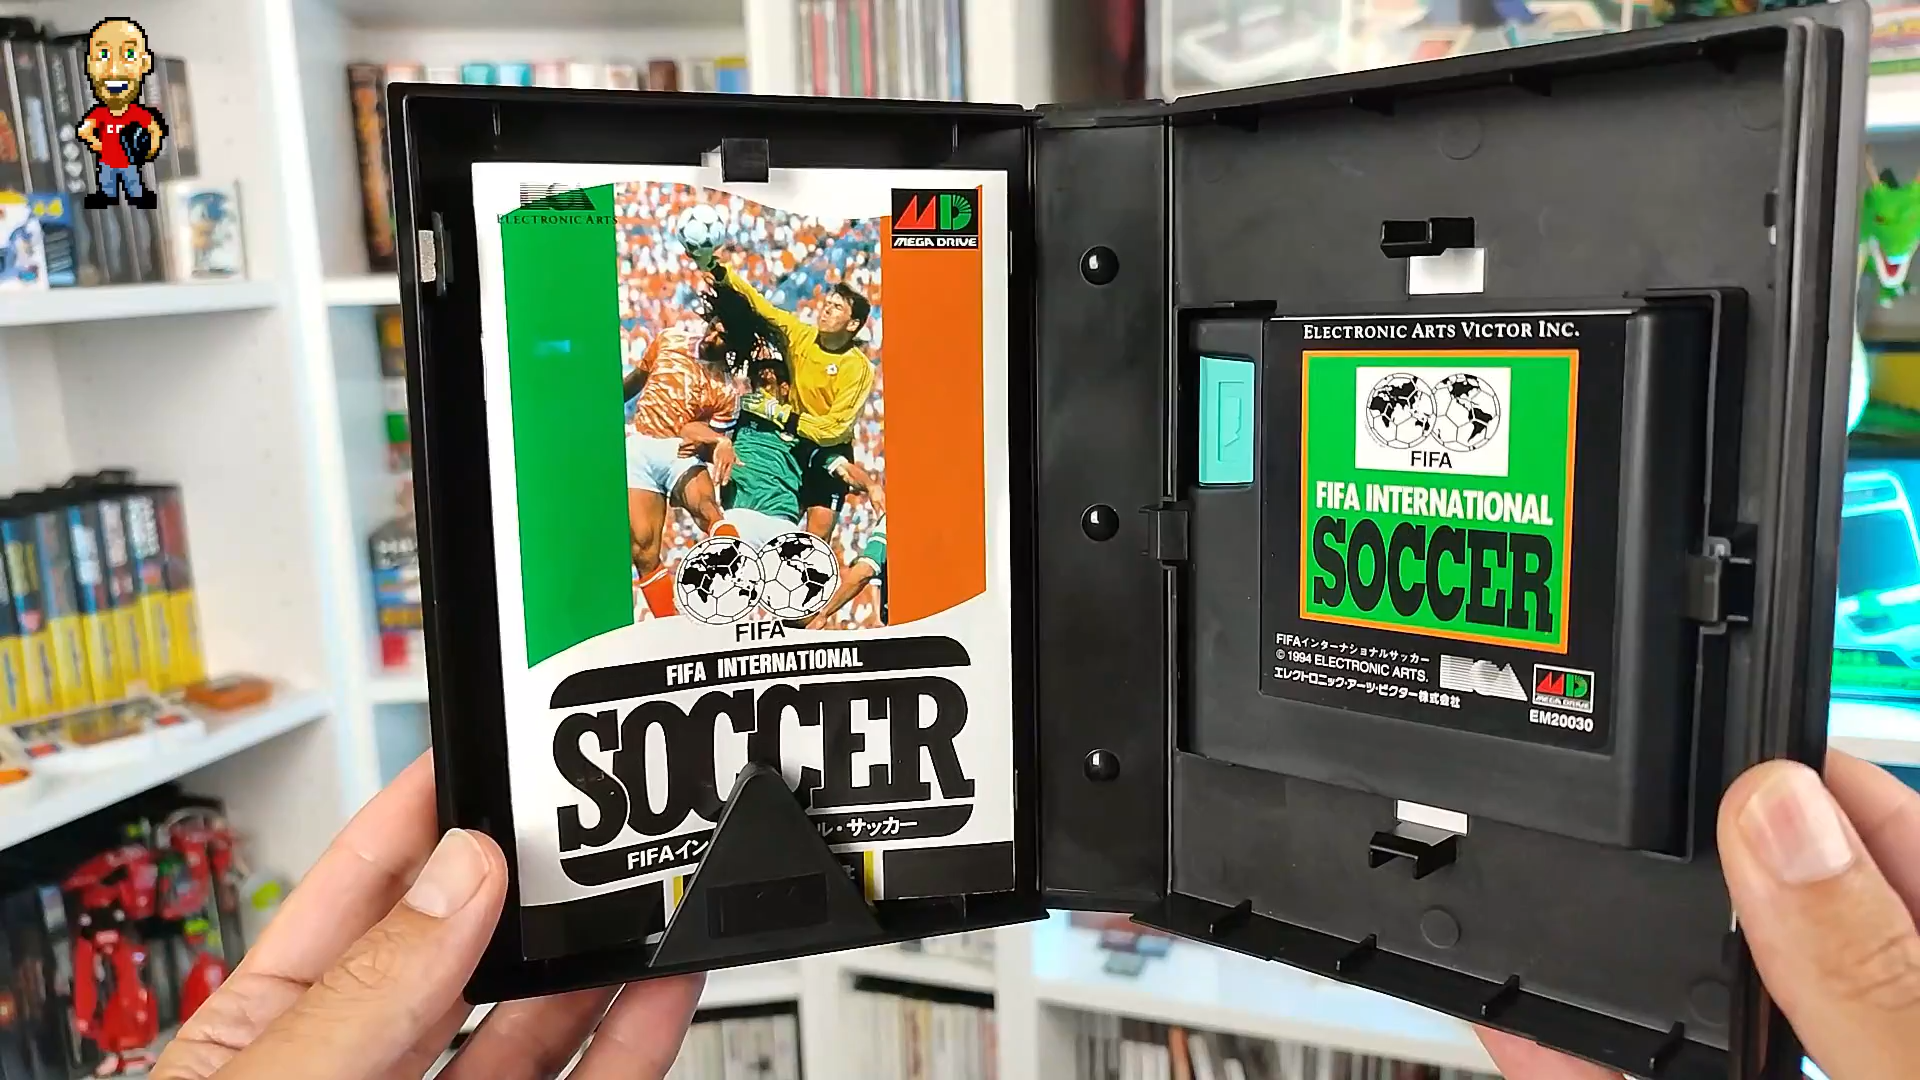 ELECTRONIC ARTS
MEGA DRIVE
FIFA
FIFA INTERNATIONAL
SOCCER
FIFAイン
ル・サッカー
ELECTRONIC ARTS VICTOR INC.
FIFA
FIFA INTERNATIONAL
SOCCER
FIFAインターナショナルサッカー
© 1994 ELECTRONIC ARTS.
エレクトロニック・アーツ・ビクター株式会社
MEGA DRIVE
EM20030